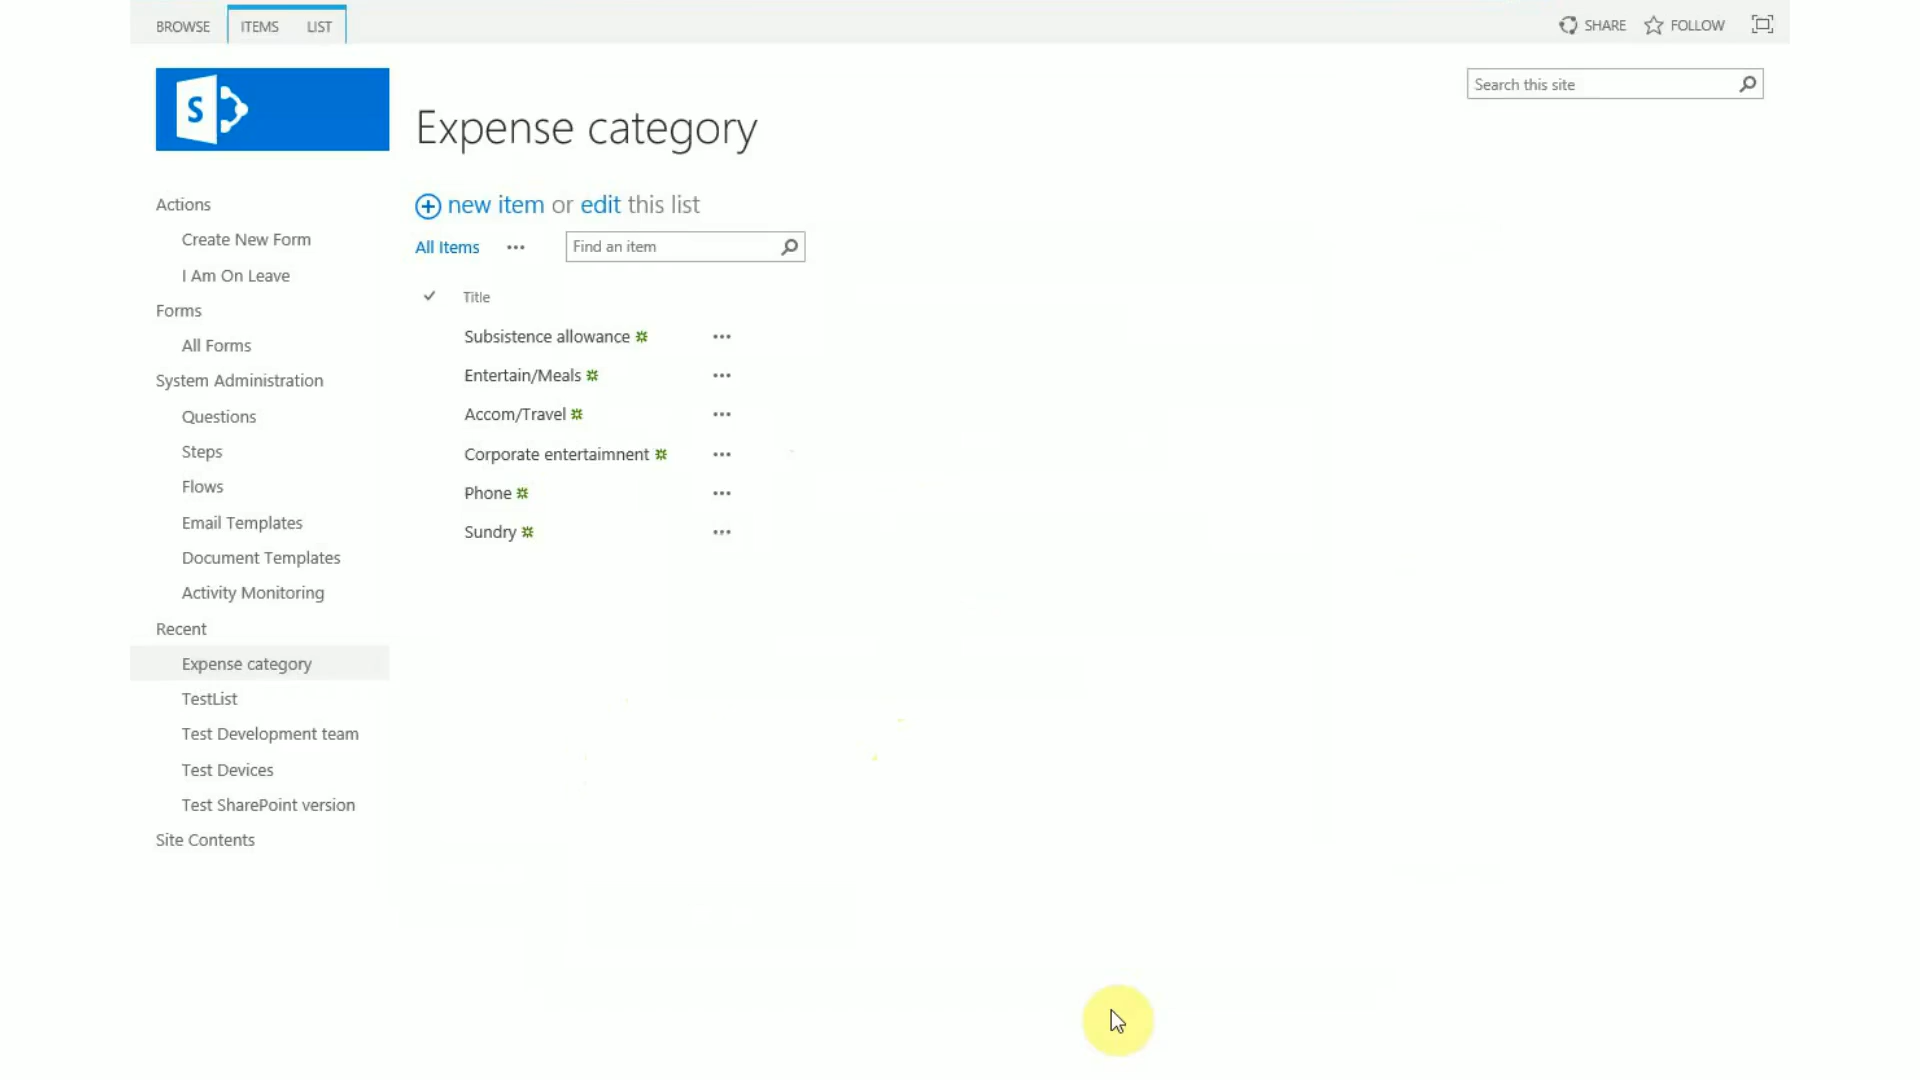 BROWSE ITEMS LIST SHARE FOLLOW
S
Search this site
Expense category
new item or edit this list
All Items ••• Find an item
Title
Subsistence allowance •••
Entertain/Meals •••
Accom/Travel •••
Corporate entertaimnent •••
Phone •••
Sundry •••
Actions
Create New Form
I Am On Leave
Forms
All Forms
System Administration
Questions
Steps
Flows
Email Templates
Document Templates
Activity Monitoring
Recent
Expense category
TestList
Test Development team
Test Devices
Test SharePoint version
Site Contents